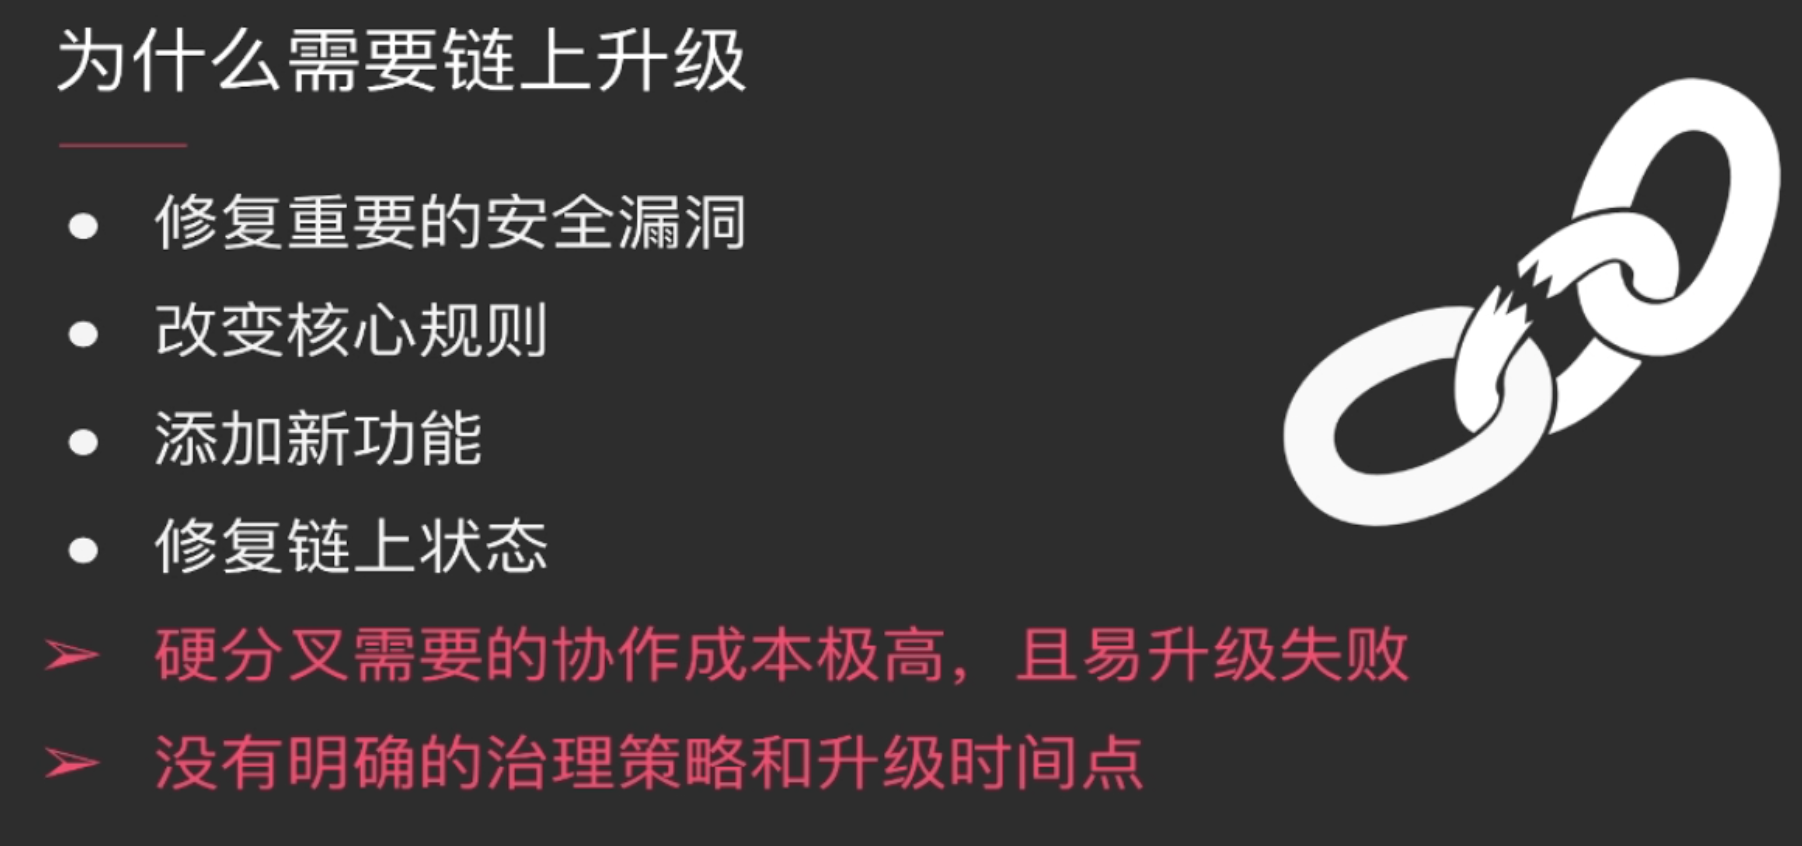 为什么需要链上升级
● 修复重要的安全漏洞
● 改变核心规则
● 添加新功能
● 修复链上状态
➢ 硬分叉需要的协作成本极高，且易升级失败
➢ 没有明确的治理策略和升级时间点